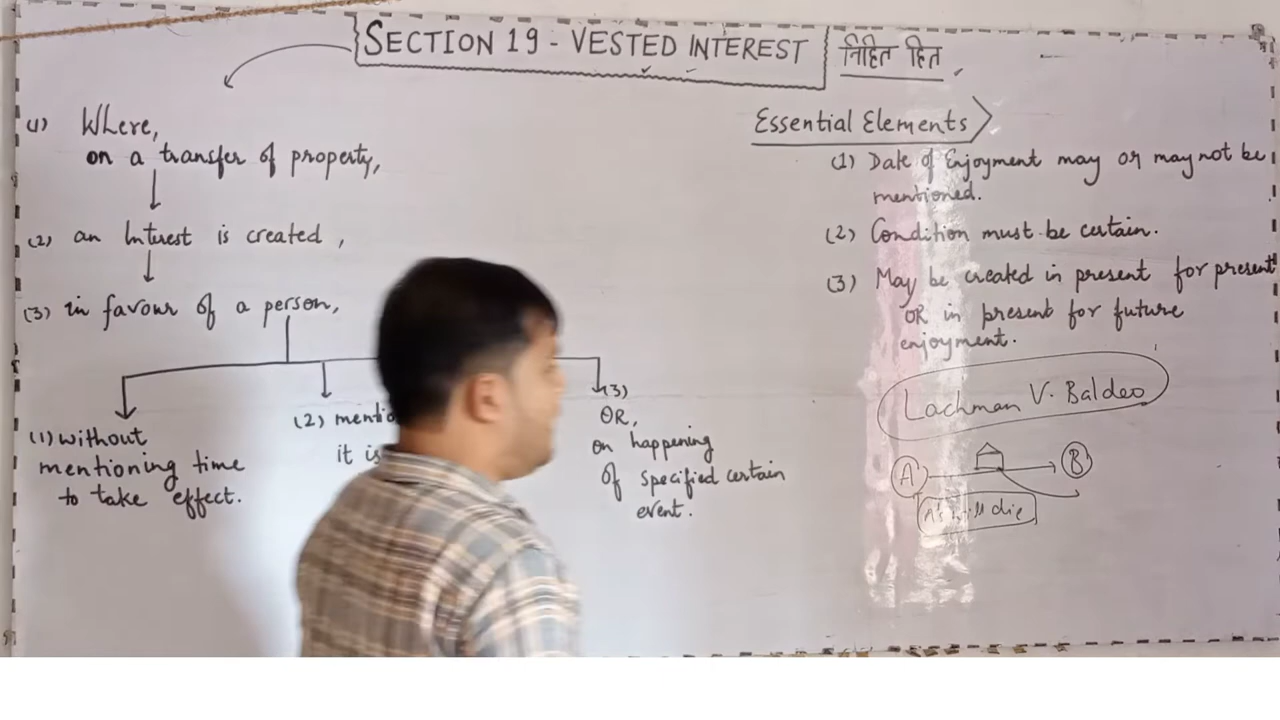 SECTION 19 - VESTED INTEREST निहित हित
(1) Where,
on a transfer of property,
(2) an Interest is created,
(3) in favour of a person,
(1) without
mentioning time
to take effect.
(2)
it is
(3)
OR,
on happening
of specified certain
event.
Essential Elements
(1) Date of Enjoyment may or may not be
mentioned.
(2) Condition must be certain.
(3) May be created in present for present
OR in present for future
enjoyment.
Lachman V. Baldeo
A B
A's die